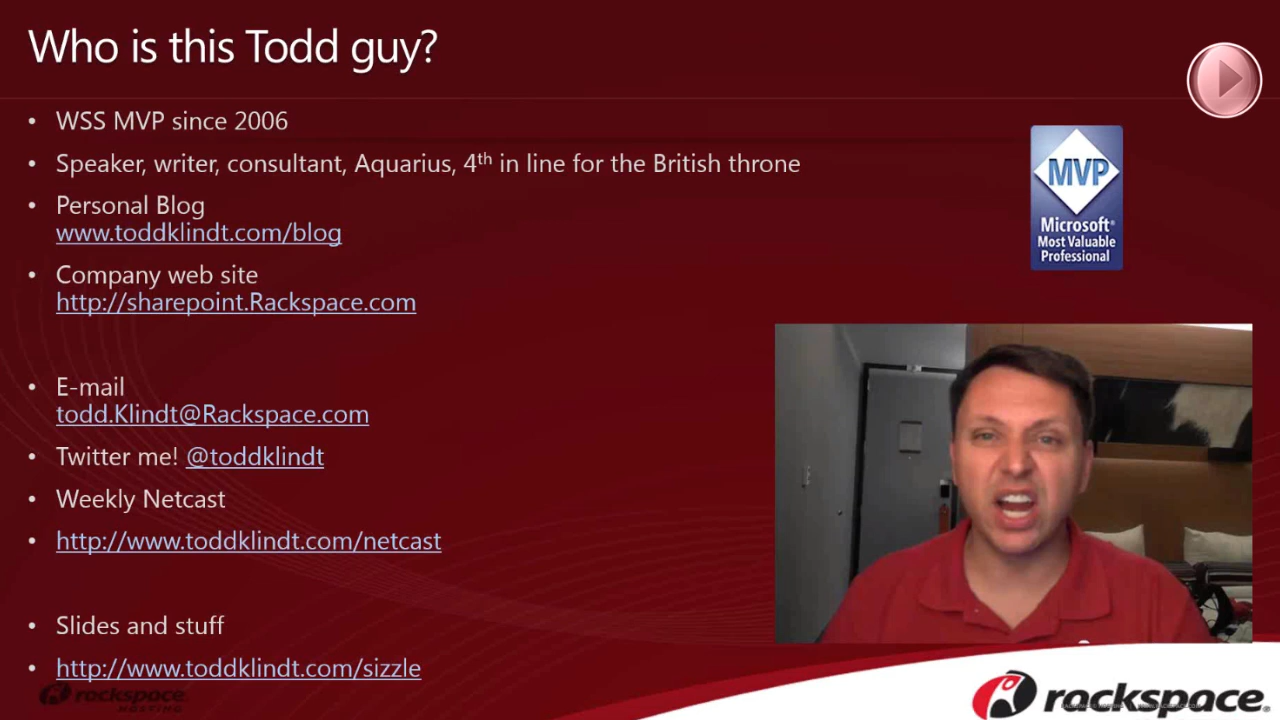 Who is this Todd guy?
• WSS MVP since 2006
• Speaker, writer, consultant, Aquarius, 4th in line for the British throne
• Personal Blog
www.toddklindt.com/blog
• Company web site
http://sharepoint.Rackspace.com
• E-mail
todd.Klindt@Rackspace.com
• Twitter me! @toddklindt
• Weekly Netcast
• http://www.toddklindt.com/netcast
• Slides and stuff
• http://www.toddklindt.com/sizzle
MVP
Microsoft®
Most Valuable
Professional
rackspace
HOSTING
rackspace.